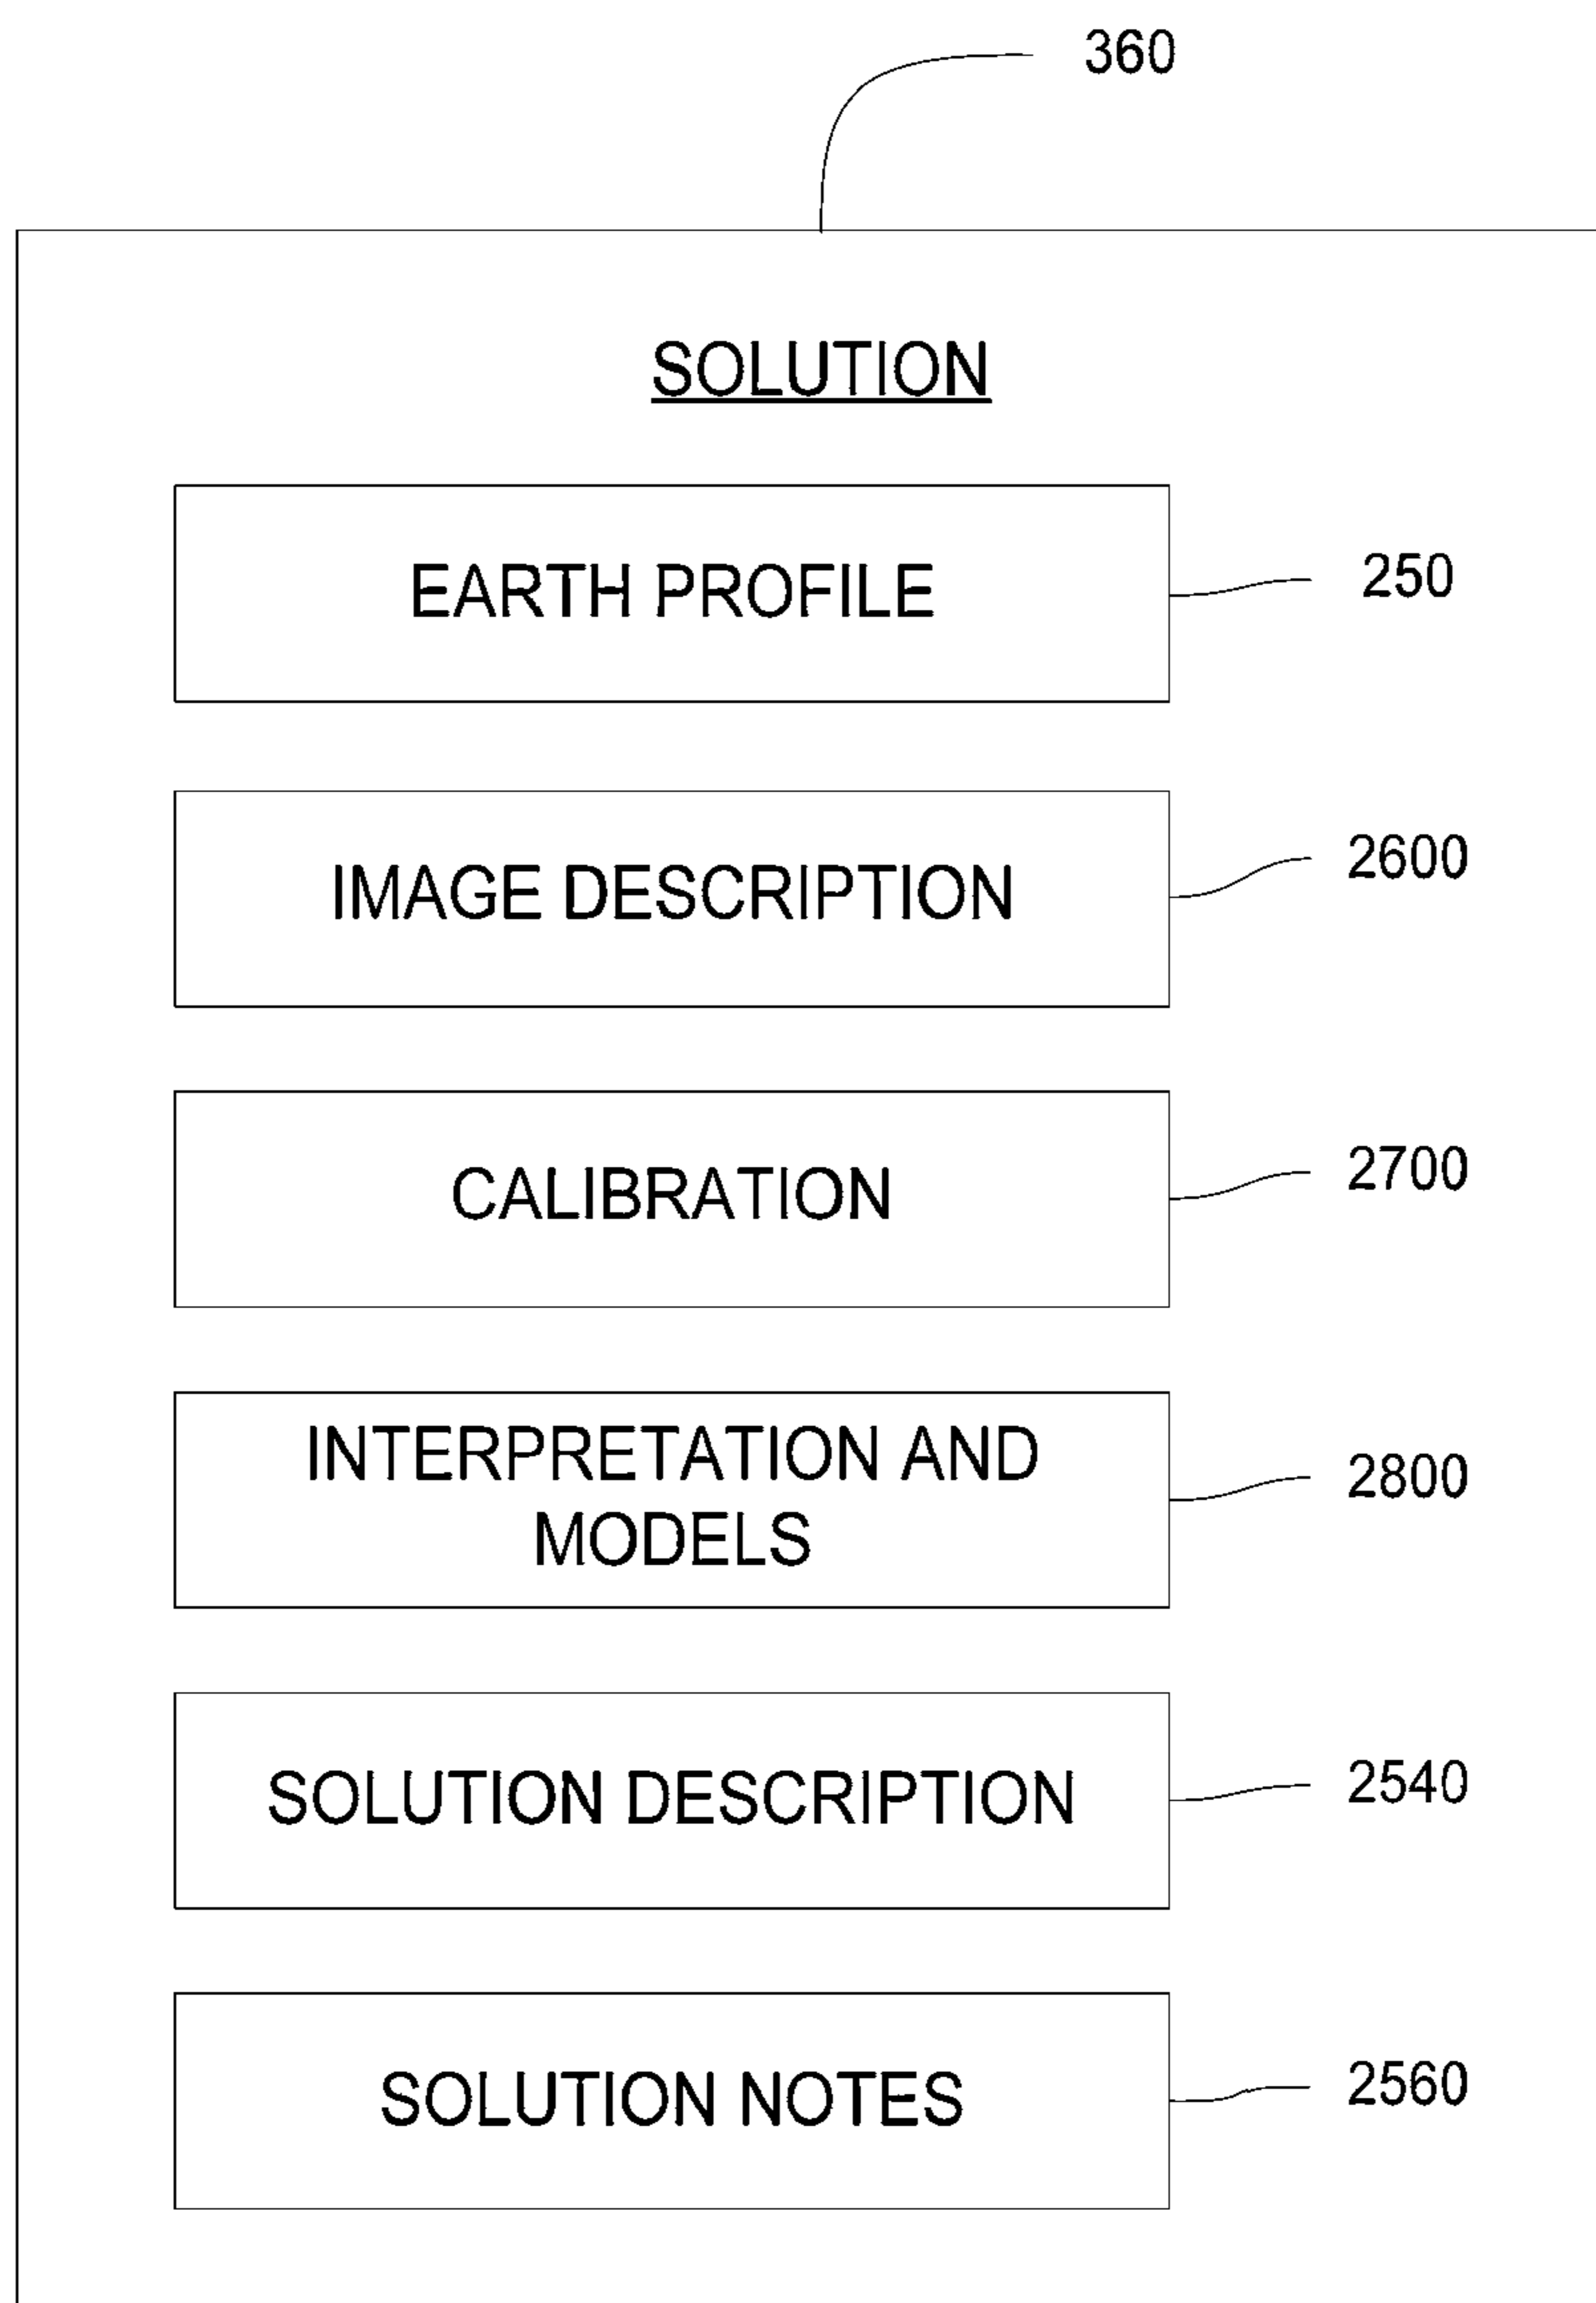 360
SOLUTION
EARTH PROFILE
250
IMAGE DESCRIPTION
2600
CALIBRATION
2700
INTERPRETATION AND
MODELS
2800
SOLUTION DESCRIPTION
2540
SOLUTION NOTES
2560